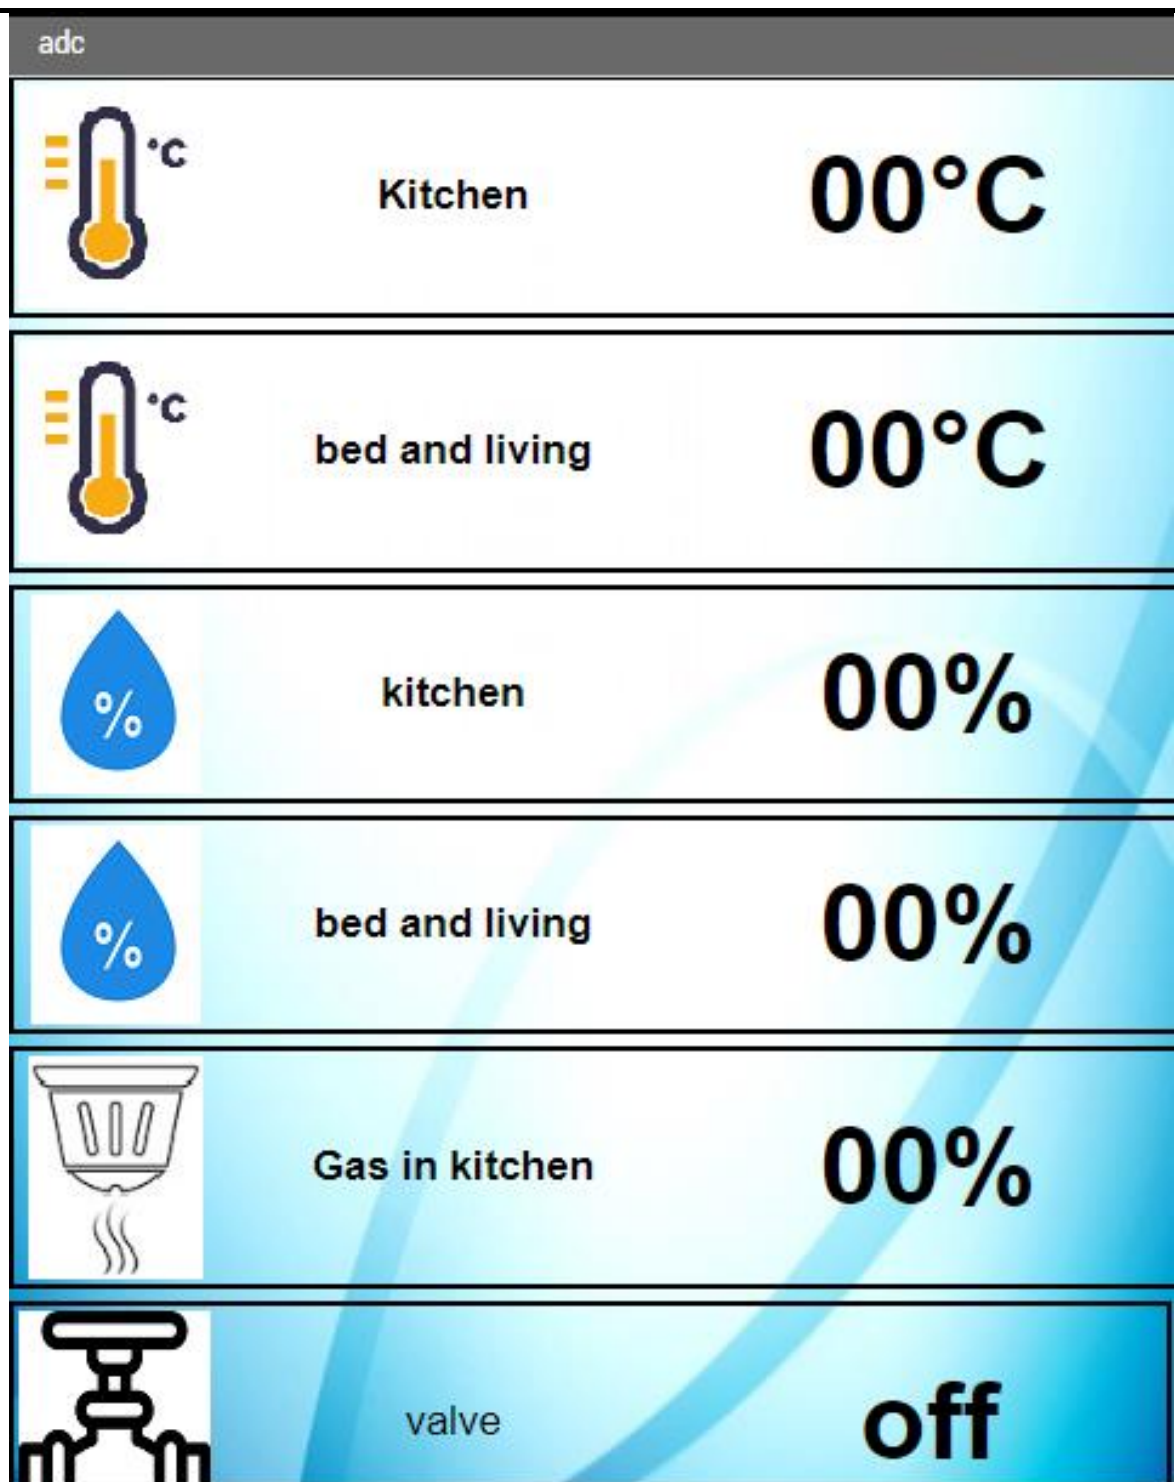 adc
°C
Kitchen
00°C
°C
bed and living
00°C
%
kitchen
00%
%
bed and living
00%
Gas in kitchen
00%
valve
off